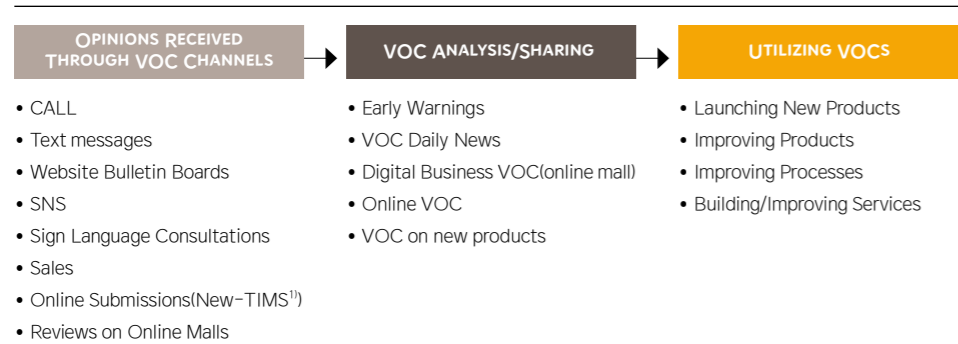 OPINIONS RECEIVED
THROUGH VOC CHANNELS
• CALL
• Text messages
• Website Bulletin Boards
• SNS
• Sign Language Consultations
• Sales
• Online Submissions(New-TIMS¹⁾)
• Reviews on Online Malls
VOC ANALYSIS/SHARING
• Early Warnings
• VOC Daily News
• Digital Business VOC(online mall)
• Online VOC
• VOC on new products
UTILIZING VOCS
• Launching New Products
• Improving Products
• Improving Processes
• Building/Improving Services